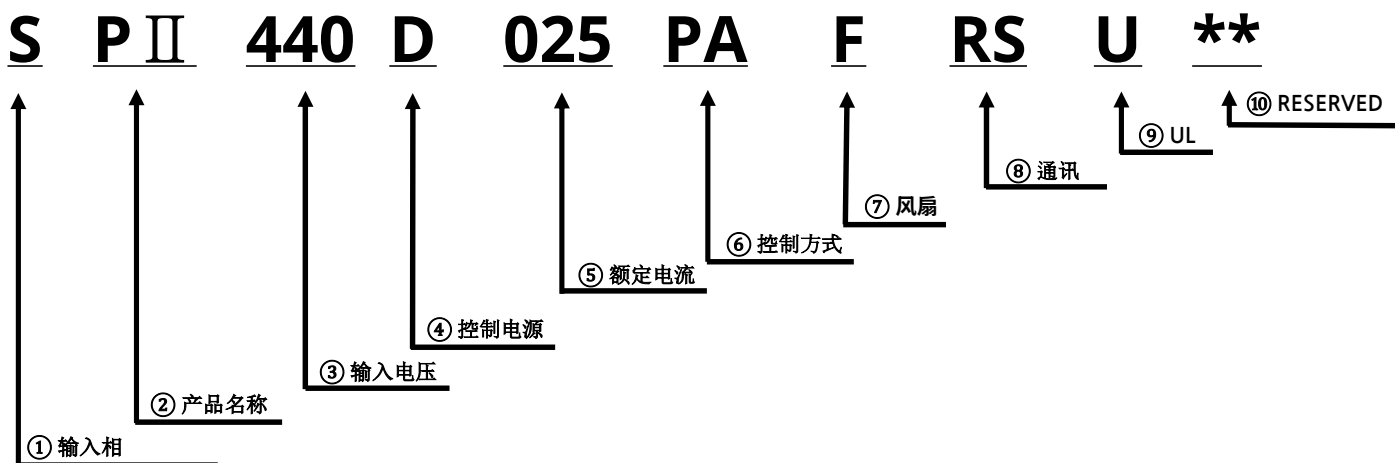 S PⅡ 440 D 025 PA F RS U **
⑩ RESERVED
⑨ UL
⑧ 通讯
⑦ 风扇
⑥ 控制方式
⑤ 额定电流
④ 控制电源
③ 输入电压
② 产品名称
① 输入相